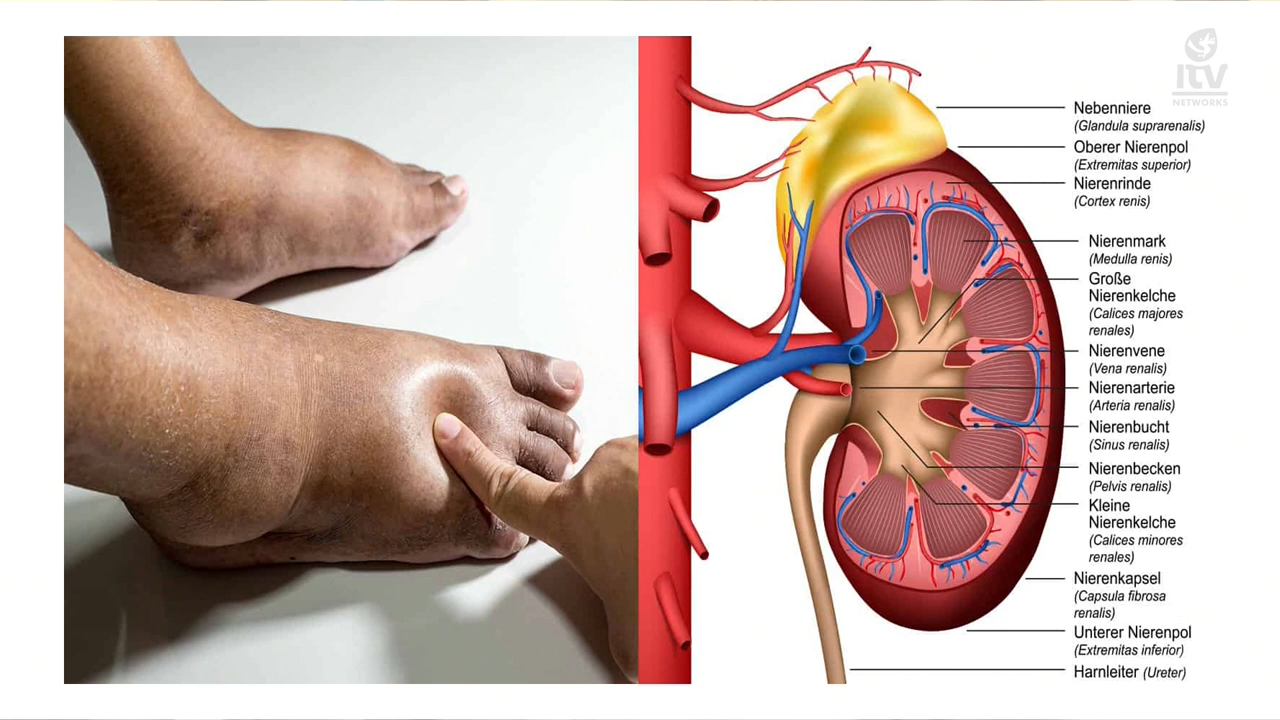 ITV
NETWORKS
Nebenniere
(Glandula suprarenalis)
Oberer Nierenpol
(Extremitas superior)
Nierenrinde
(Cortex renis)
Nierenmark
(Medulla renis)
Große
Nierenkelche
(Calices majores
renales)
Nierenvene
(Vena renalis)
Nierenarterie
(Arteria renalis)
Nierenbucht
(Sinus renalis)
Nierenbecken
(Pelvis renalis)
Kleine
Nierenkelche
(Calices minores
renales)
Nierenkapsel
(Capsula fibrosa
renalis)
Unterer Nierenpol
(Extremitas inferior)
Harnleiter (Ureter)